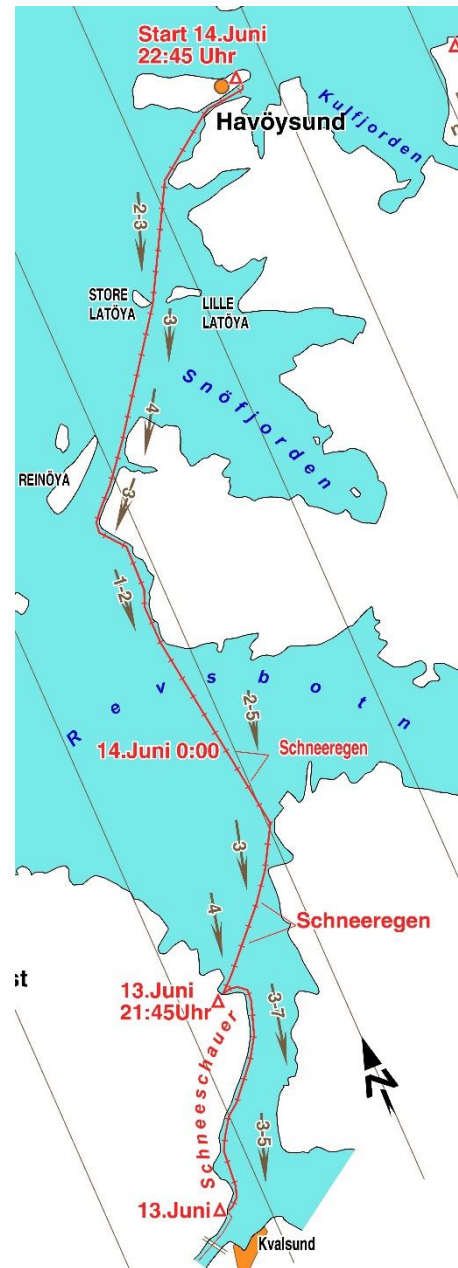 Start 14.Juni
22:45 Uhr
Havöysund
Kulfjorden
2-3
STORE
LATÖYA
LILLE
LATÖYA
3
Snöfjorden
4
REINÖYA
3
1-2
Revsbotn
2-5
14.Juni 0:00
Schneeregen
3
4
Schneeregen
st
13.Juni
21:45Uhr
3-7
N
Schneeschauer
3-5
13.Juni
Kvalsund